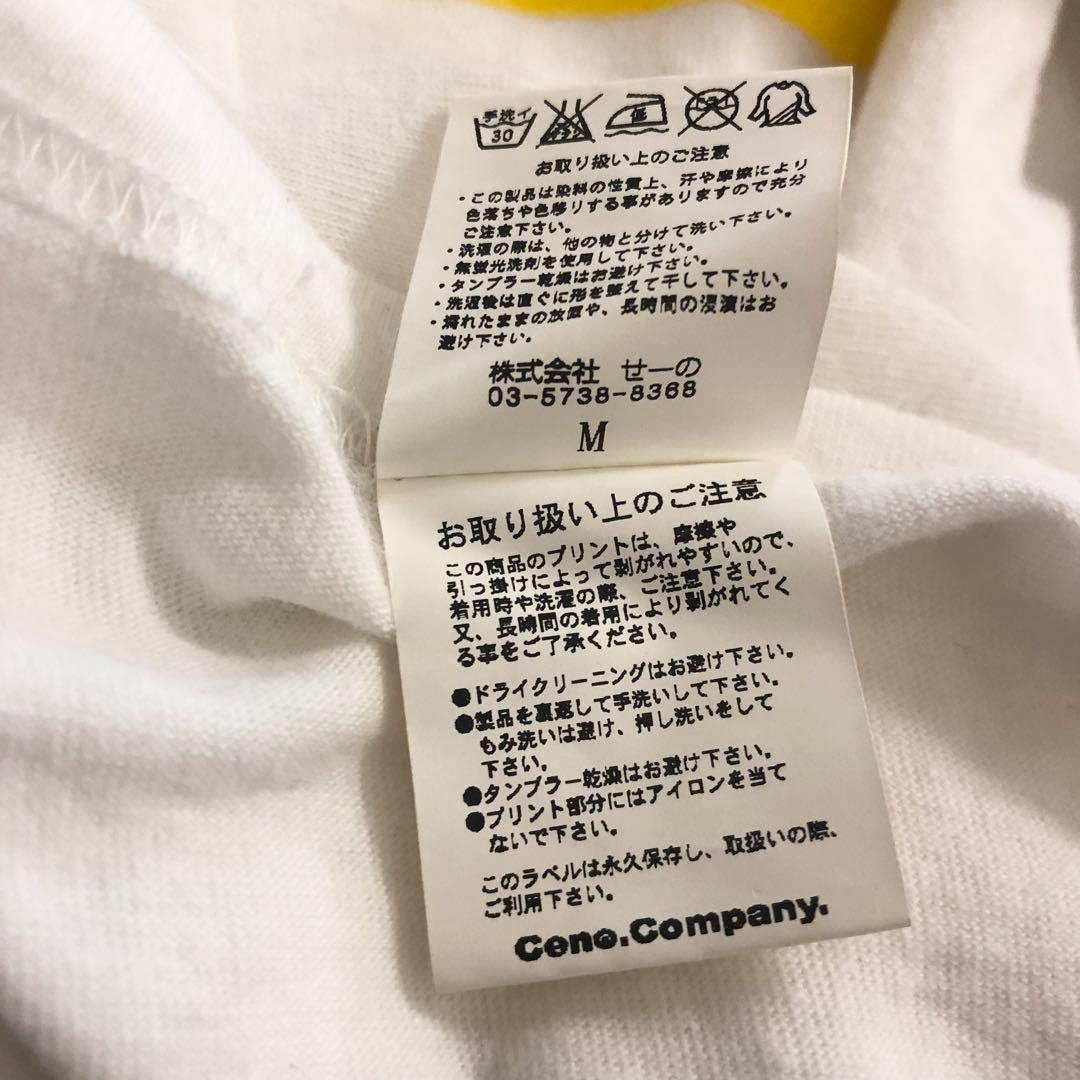 手洗イ
30
エンソサラシ
低
ドライ
お取り扱い上のご注意
・この製品は染料の性質上、汗や摩擦により
色落ちや色移りする事がありますので充分
ご注意下さい。
・洗濯の際は、他の物と分けて洗い下さい。
・無蛍光洗剤を使用して下さい。
・タンブラー乾燥はお避け下さい。
・洗濯後は直ぐに形を整えて干して下さい。
・濡れたままの放置や、長時間の浸漬はお
避け下さい。
株式会社 せーの
03-5738-8368
M
お取り扱い上のご注意
この商品のプリントは、摩擦や
引っ掛けによって剥がれやすいので、
着用時や洗濯の際、ご注意下さい。
又、長時間の着用により剥がれてく
る事をご了承ください。
●ドライクリーニングはお避け下さい。
●製品を裏返して手洗いして下さい。
もみ洗いは避け、押し洗いをして
下さい。
●タンブラー乾燥はお避け下さい。
●プリント部分にはアイロンを当て
ないで下さい。
このラベルは永久保存し、取扱いの際、
ご利用下さい。
Ceno.Company.